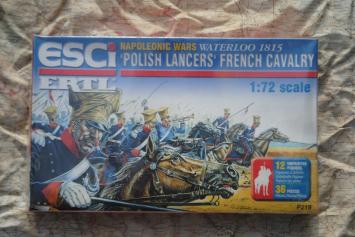 ESCI
ERTL
NAPOLEONIC WARS WATERLOO 1815
'POLISH LANCERS' FRENCH CAVALRY
1:72 scale
12
36
P219